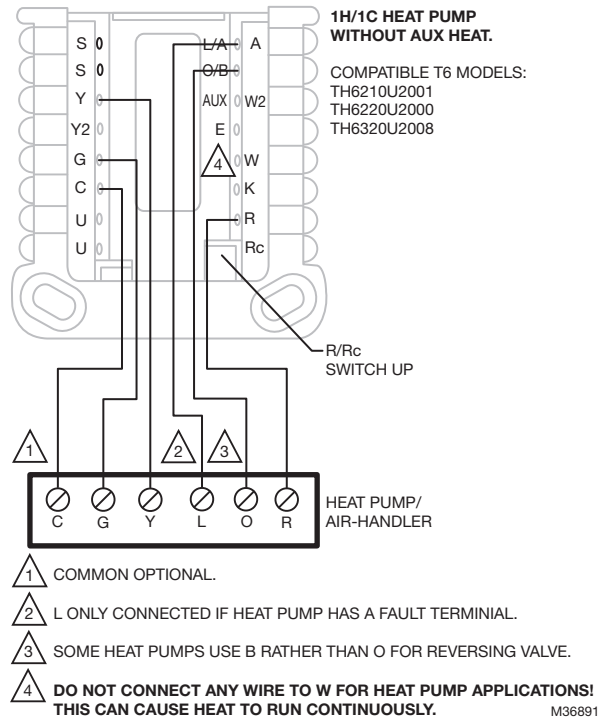 1H/1C HEAT PUMP
WITHOUT AUX HEAT.
COMPATIBLE T6 MODELS:
TH6210U2001
TH6220U2000
TH6320U2008
S
S
Y
Y2
G
C
U
U
L/A A
O/B
AUX W2
E
4 W
K
R
Rc
R/Rc
SWITCH UP
1
2
3
C G Y L O R
HEAT PUMP/
AIR-HANDLER
1 COMMON OPTIONAL.
2 L ONLY CONNECTED IF HEAT PUMP HAS A FAULT TERMINIAL.
3 SOME HEAT PUMPS USE B RATHER THAN O FOR REVERSING VALVE.
4 DO NOT CONNECT ANY WIRE TO W FOR HEAT PUMP APPLICATIONS!
THIS CAN CAUSE HEAT TO RUN CONTINUOUSLY.
M36891